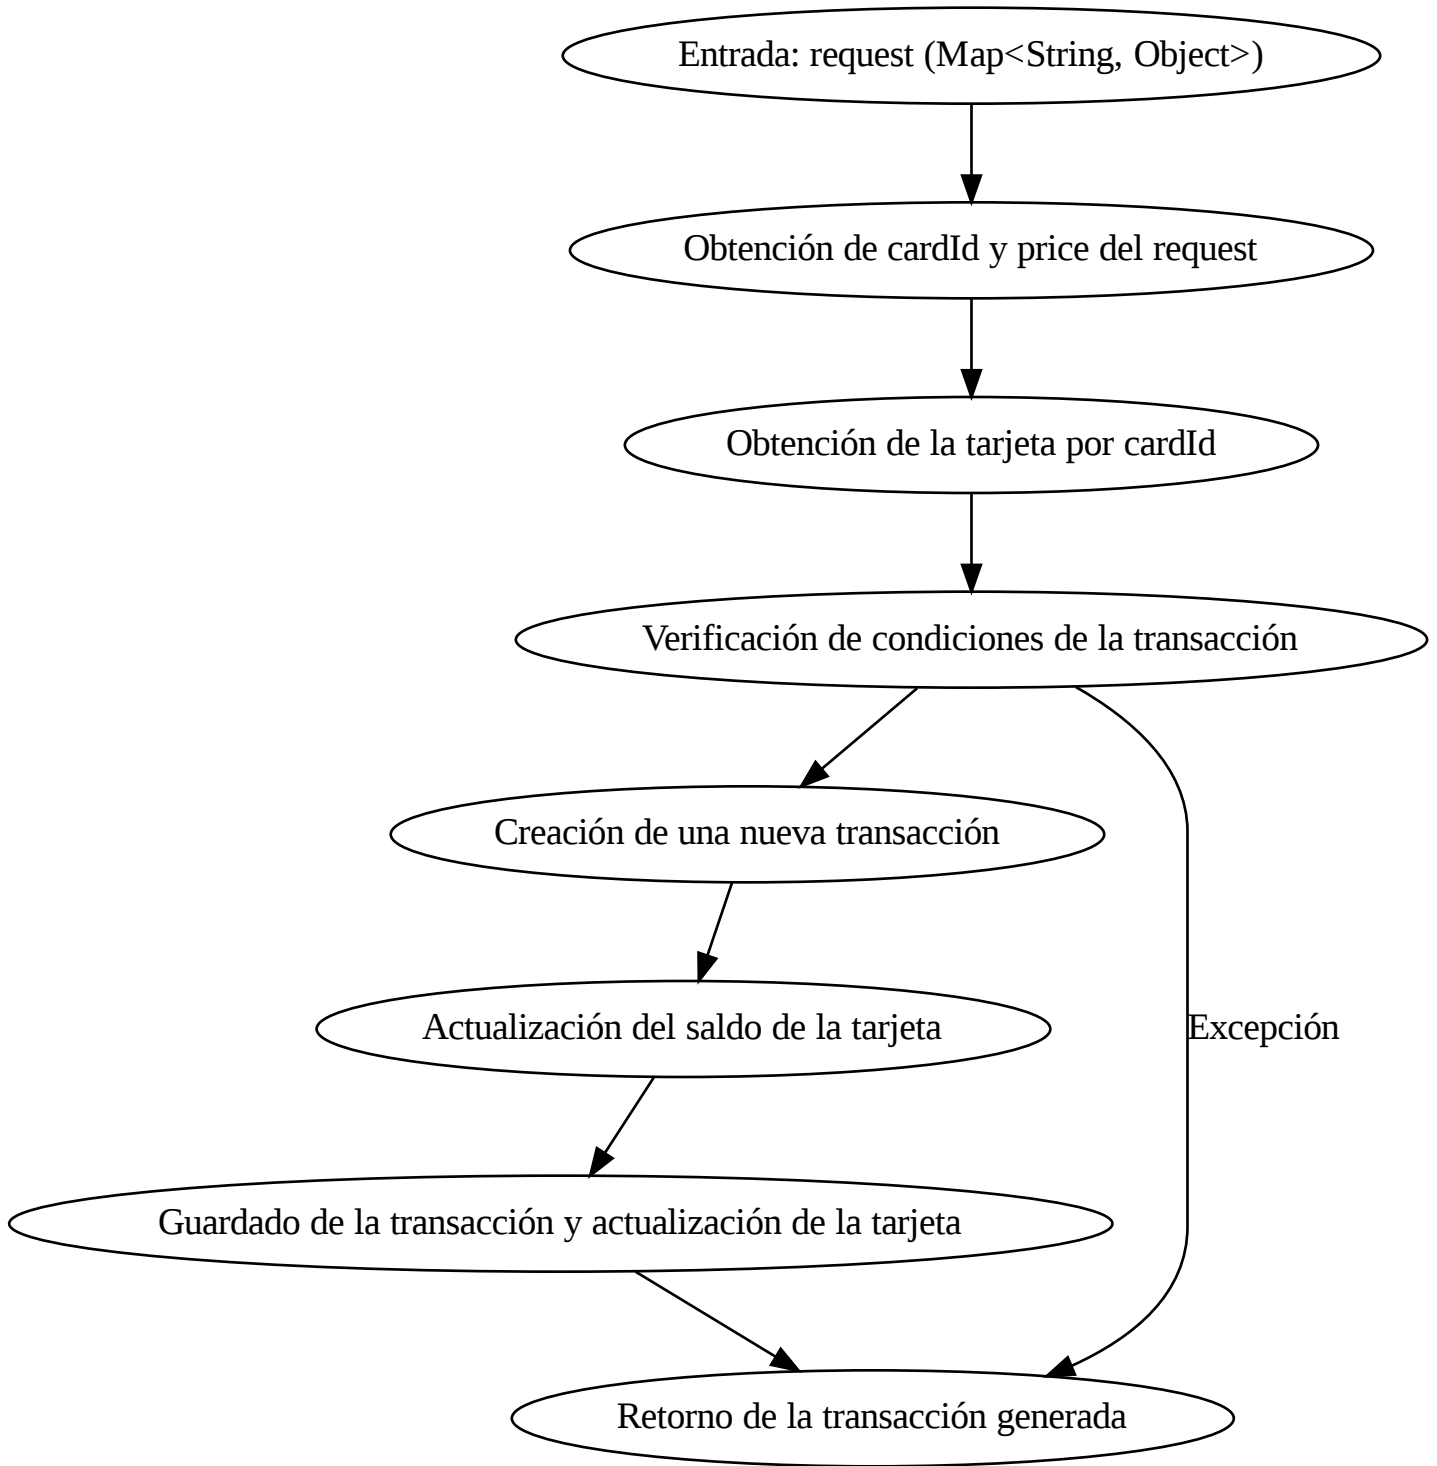 Entrada: request (Map<String, Object>)
Obtención de cardId y price del request
Obtención de la tarjeta por cardId
Verificación de condiciones de la transacción
Creación de una nueva transacción
Actualización del saldo de la tarjeta
Excepción
Guardado de la transacción y actualización de la tarjeta
Retorno de la transacción generada